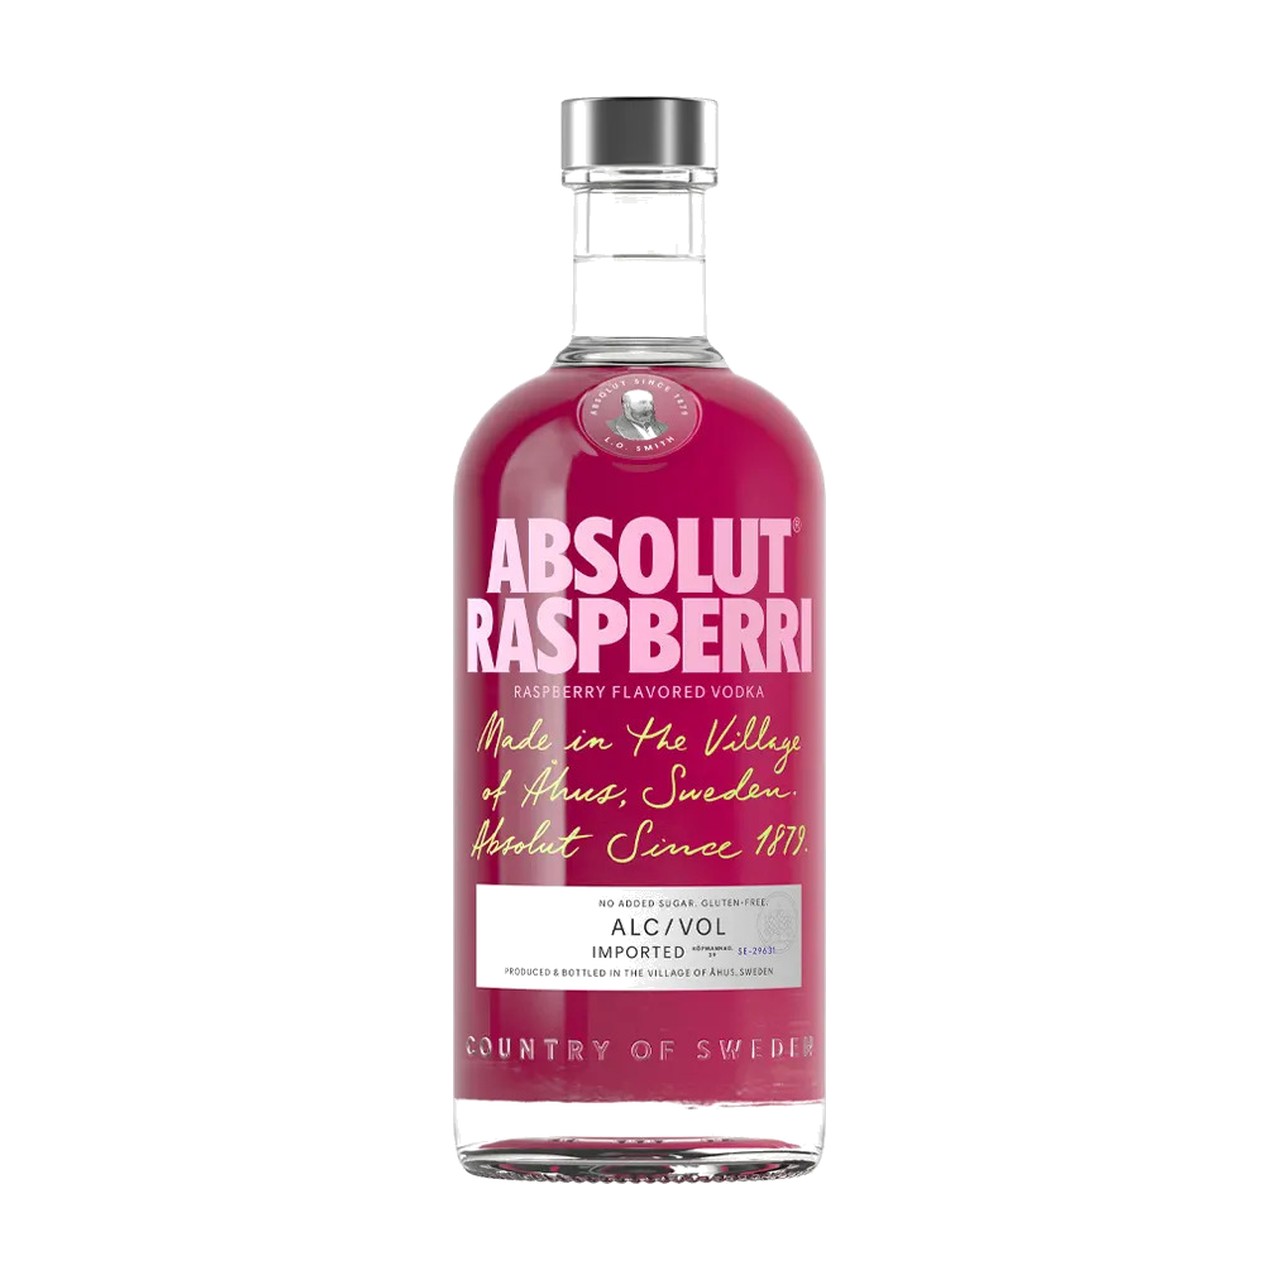 ABSOLUT SINCE 1879
L.O. SMITH
ABSOLUT®
RASPBERRI
RASPBERRY FLAVORED VODKA
Made in the Village
of Åhus, Sweden.
Absolut Since 1879.
NO ADDED SUGAR. GLUTEN-FREE.
ALC/VOL
IMPORTED SE-29631
PRODUCED & BOTTLED IN THE VILLAGE OF ÅHUS, SWEDEN
COUNTRY OF SWEDEN